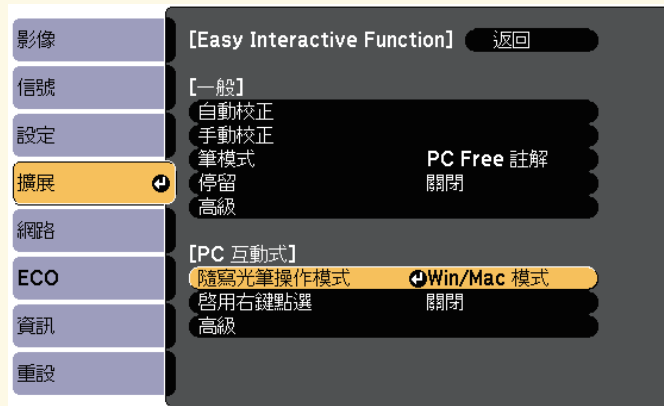 影像
信號
設定
擴展
網路
ECO
資訊
重設
[Easy Interactive Function] 返回
[一般]
自動校正
手動校正
筆模式 PC Free 註解
停留 關閉
高級
[PC 互動式]
隨寫光筆操作模式 Win/Mac 模式
啓用右鍵點選 關閉
高級